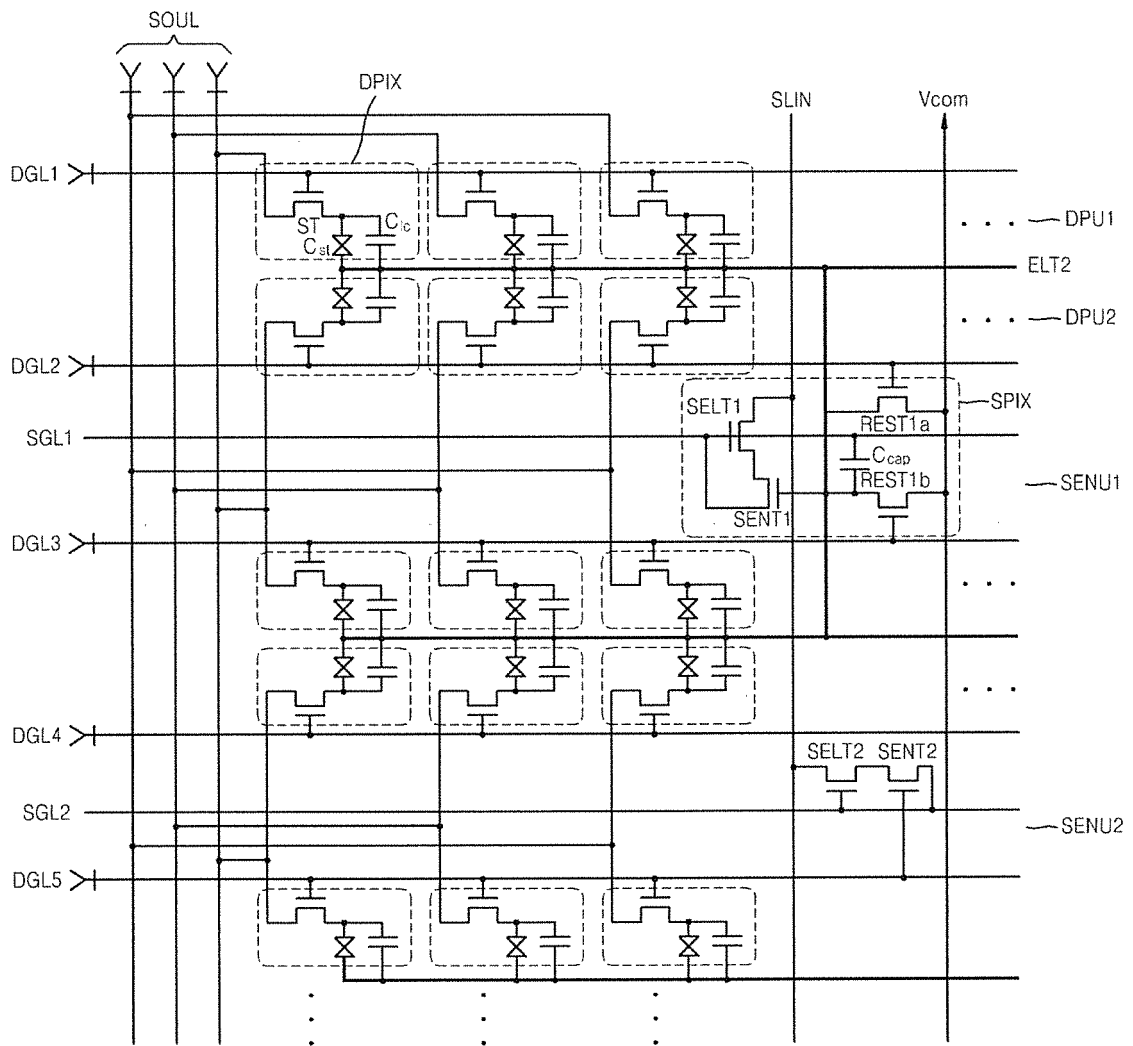 SOUL
DPIX
SLIN
Vcom
DGL1
ST
Clc
Cst
DPU1
ELT2
DPU2
DGL2
SELT1
SPIX
REST1a
SGL1
Ccap
REST1b
SENU1
SENT1
DGL3
DGL4
SELT2 SENT2
SGL2
SENU2
DGL5